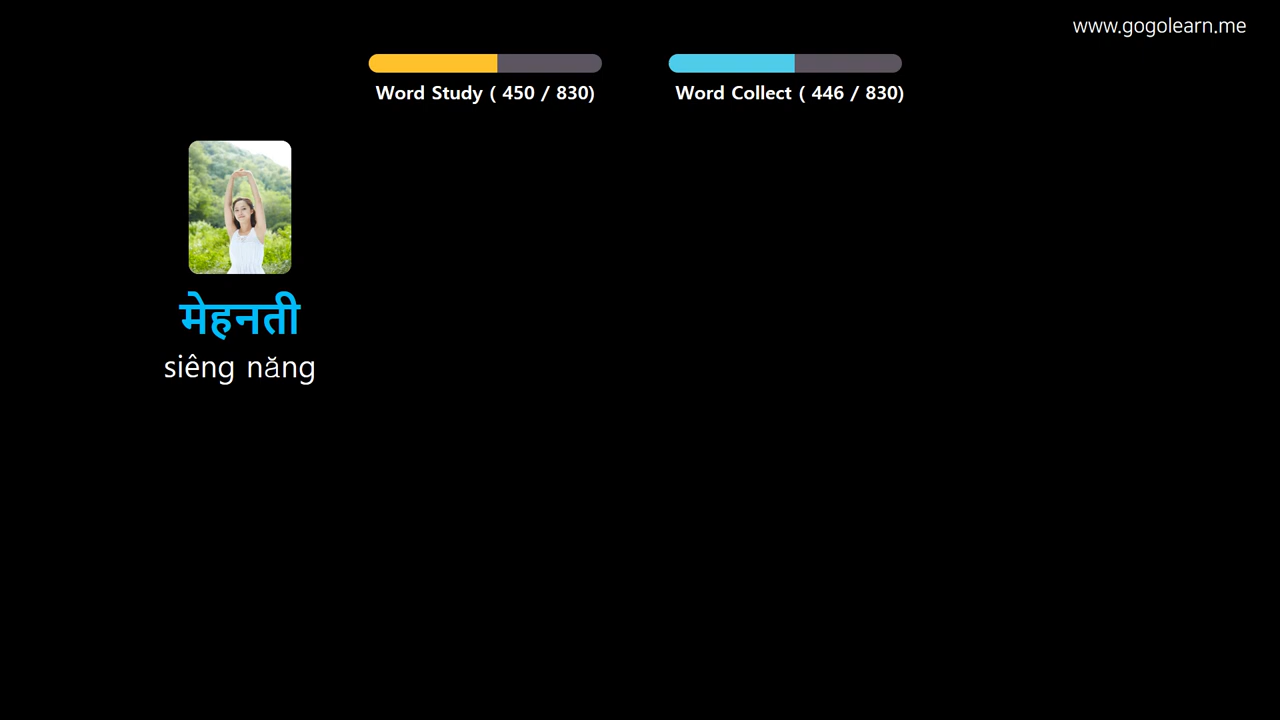 www.gogolearn.me
Word Study ( 450 / 830)
Word Collect ( 446 / 830)
मेहनती
siêng năng